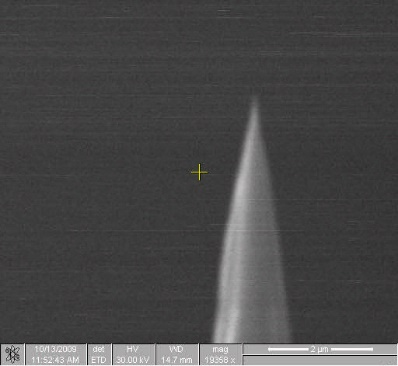 10/13/2009 det HV WD mag 2 µm
11:52:43 AM ETD 30.00 kV 14.7 mm 19358 x